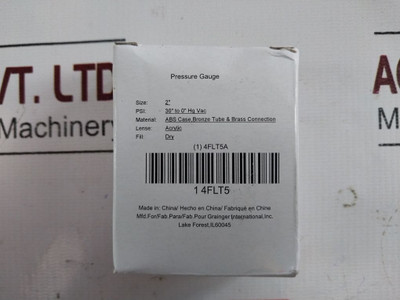 Pressure Gauge
Size: 2"
PSI: 30" to 0" Hg Vac
Material: ABS Case,Bronze Tube & Brass Connection
Lense: Acrylic
Fill: Dry
(1) 4FLT5A
1 4FLT5
Made in: China/ Hecho en China/ Fabriqué en Chine
Mfd.For/Fab.Para/Fab.Pour Grainger International,Inc.
Lake Forest,IL60045
VT. LTD
Machinery
AC
Ma